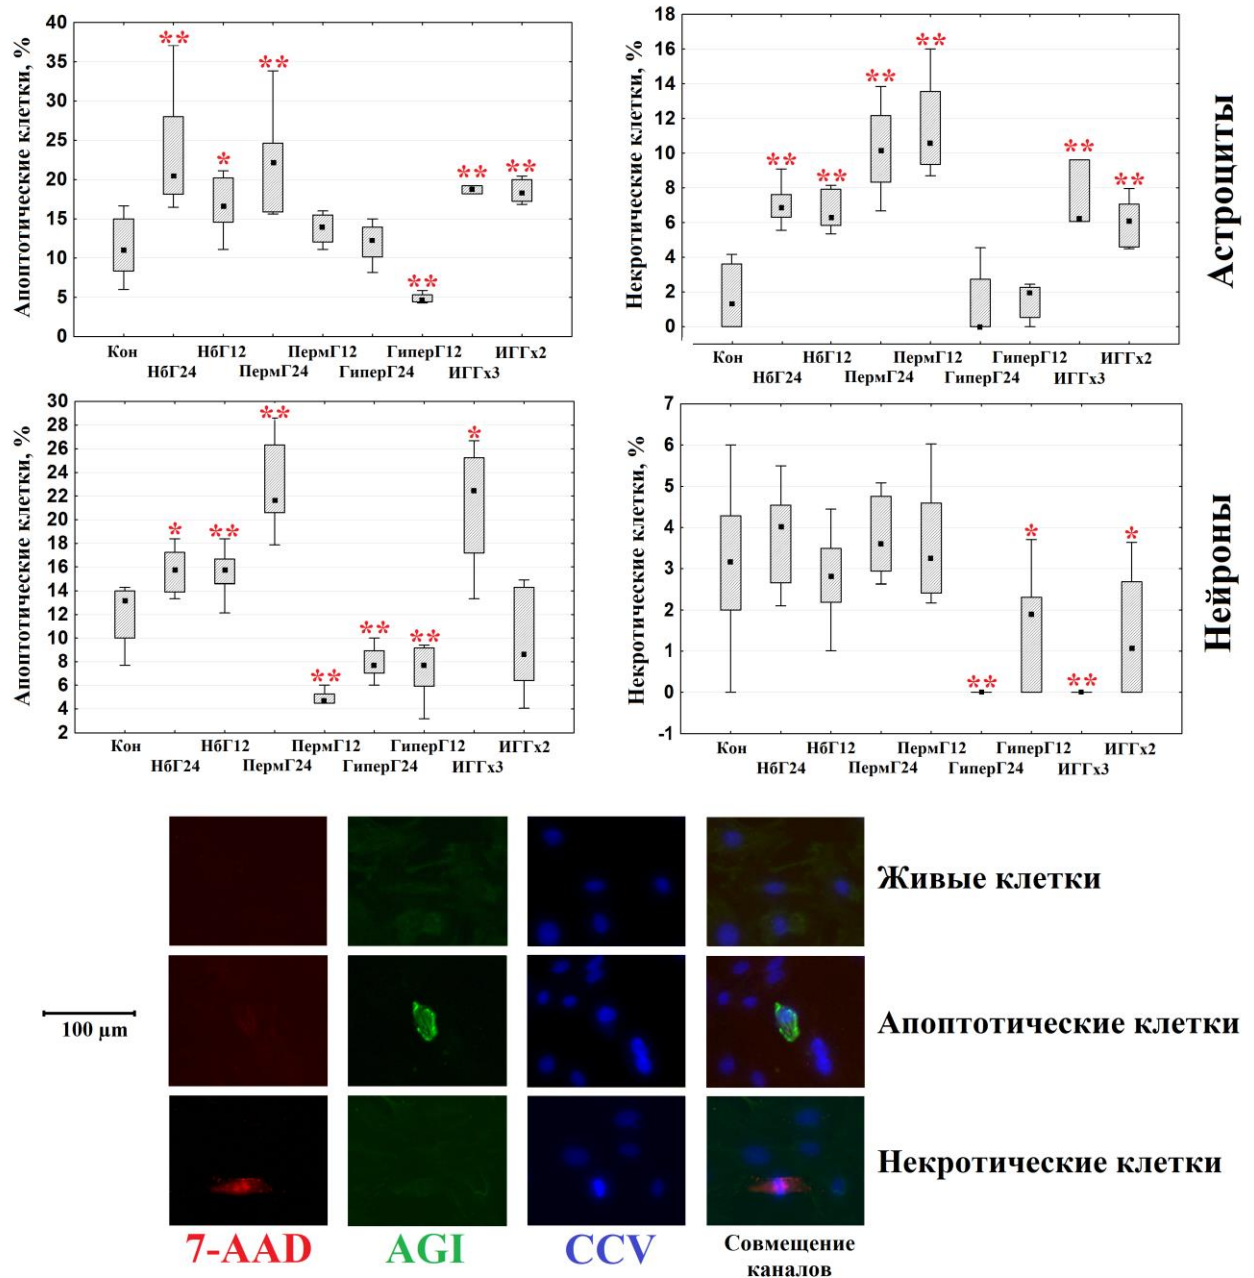 Апоптотические клетки, %
40
35
30
25
20
15
10
5
0
**
*
**
**
**
**
Кон
НбГ24
НбГ12
ПермГ24
ПермГ12
ГиперГ24
ГиперГ12
ИГГх3
ИГГх2
Некротические клетки, %
18
16
14
12
10
8
6
4
2
0
**
**
**
**
**
**
Кон
НбГ24
НбГ12
ПермГ24
ПермГ12
ГиперГ24
ГиперГ12
ИГГх3
ИГГх2
Астроциты
Апоптотические клетки, %
30
28
26
24
22
20
18
16
14
12
10
8
6
4
2
*
**
**
**
**
**
*
Кон
НбГ24
НбГ12
ПермГ24
ПермГ12
ГиперГ24
ГиперГ12
ИГГх3
ИГГх2
Некротические клетки, %
7
6
5
4
3
2
1
0
-1
**
*
**
*
Кон
НбГ24
НбГ12
ПермГ24
ПермГ12
ГиперГ24
ГиперГ12
ИГГх3
ИГГх2
Нейроны
Живые клетки
100 µm
Апоптотические клетки
Некротические клетки
7-AAD
AGI
CCV
Совмещение
каналов